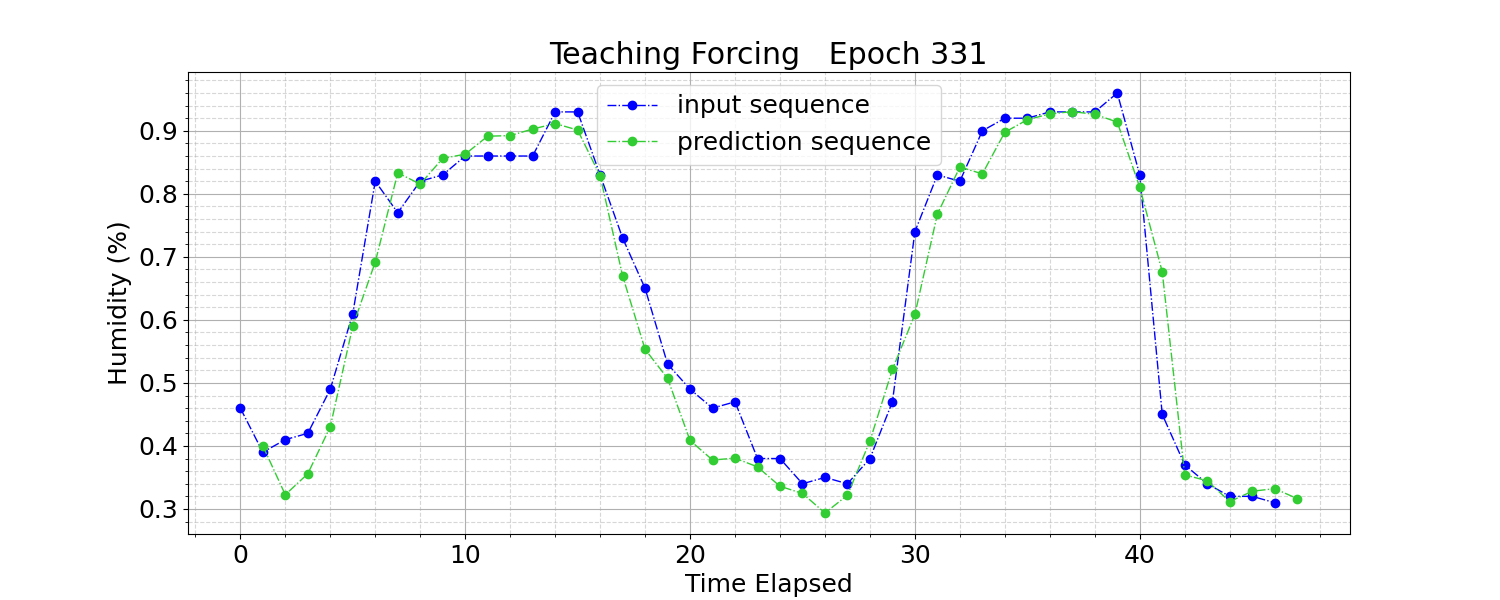 Teaching Forcing   Epoch 331
input sequence
prediction sequence
Humidity (%)
0.9
0.8
0.7
0.6
0.5
0.4
0.3
0 10 20 30 40
Time Elapsed